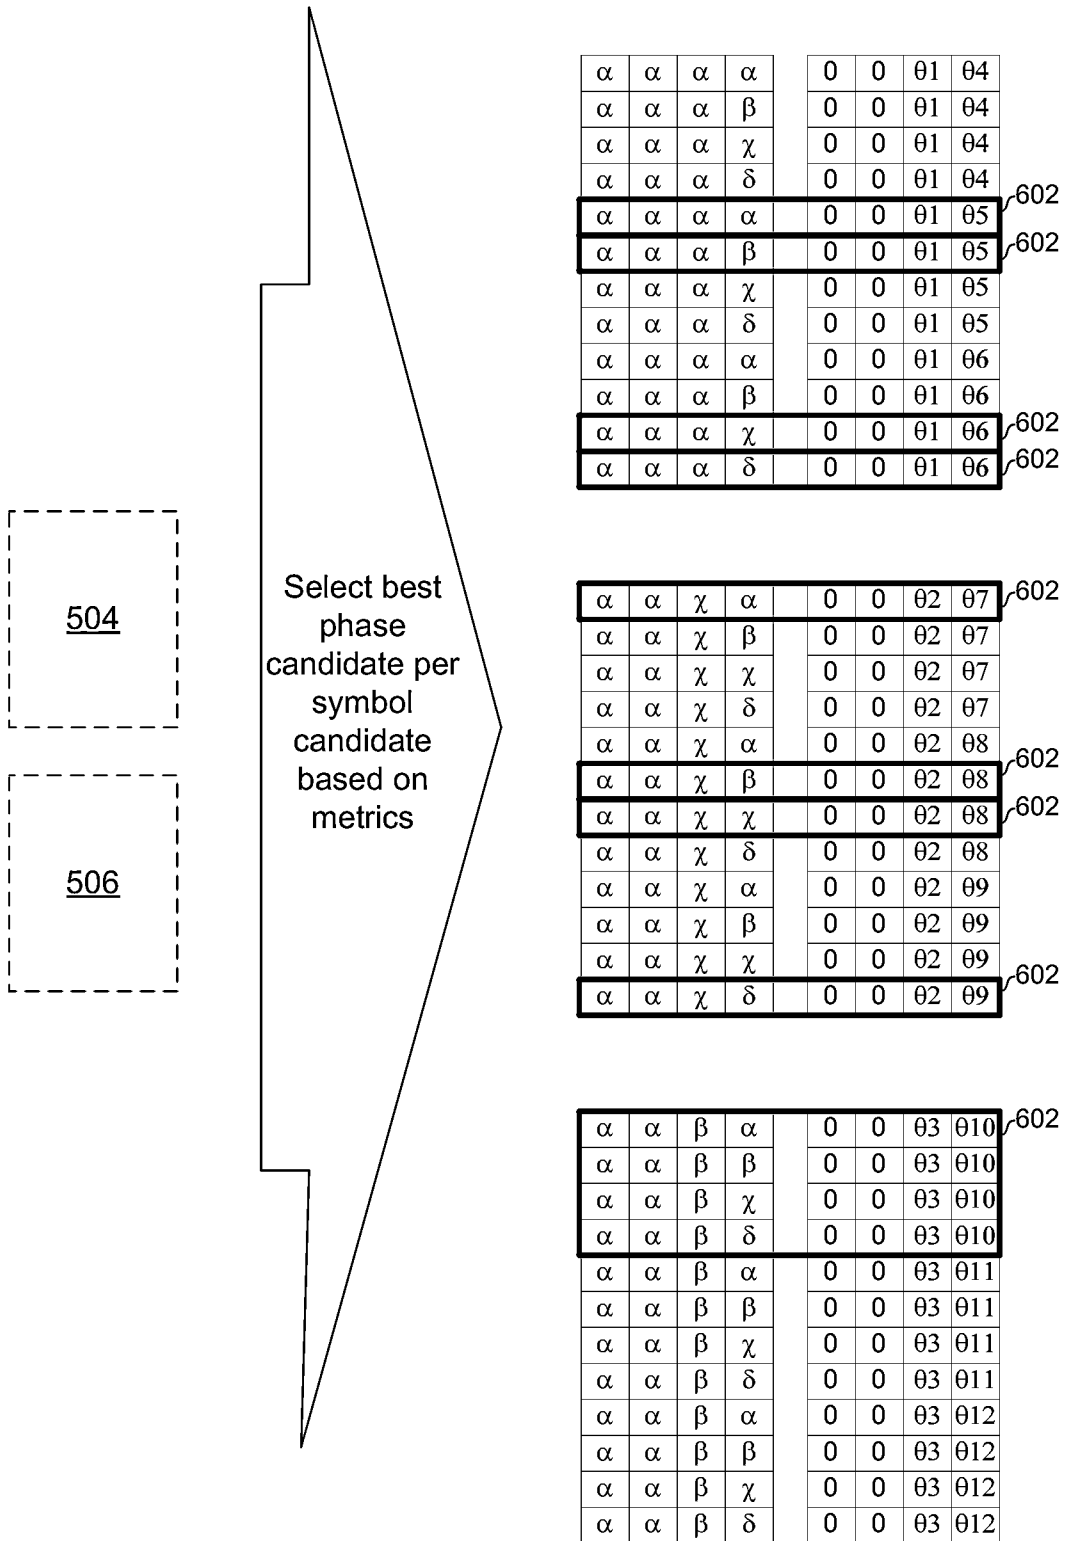 504
506
Select best
phase
candidate per
symbol
candidate
based on
metrics
α α α α 0 0 θ1 θ4
α α α β 0 0 θ1 θ4
α α α χ 0 0 θ1 θ4
α α α δ 0 0 θ1 θ4
α α α α 0 0 θ1 θ5 602
α α α β 0 0 θ1 θ5 602
α α α χ 0 0 θ1 θ5
α α α δ 0 0 θ1 θ5
α α α α 0 0 θ1 θ6
α α α β 0 0 θ1 θ6
α α α χ 0 0 θ1 θ6 602
α α α δ 0 0 θ1 θ6 602
α α χ α 0 0 θ2 θ7 602
α α χ β 0 0 θ2 θ7
α α χ χ 0 0 θ2 θ7
α α χ δ 0 0 θ2 θ7
α α χ α 0 0 θ2 θ8
α α χ β 0 0 θ2 θ8 602
α α χ χ 0 0 θ2 θ8 602
α α χ δ 0 0 θ2 θ8
α α χ α 0 0 θ2 θ9
α α χ β 0 0 θ2 θ9
α α χ χ 0 0 θ2 θ9
α α χ δ 0 0 θ2 θ9 602
α α β α 0 0 θ3 θ10 602
α α β β 0 0 θ3 θ10
α α β χ 0 0 θ3 θ10
α α β δ 0 0 θ3 θ10
α α β α 0 0 θ3 θ11
α α β β 0 0 θ3 θ11
α α β χ 0 0 θ3 θ11
α α β δ 0 0 θ3 θ11
α α β α 0 0 θ3 θ12
α α β β 0 0 θ3 θ12
α α β χ 0 0 θ3 θ12
α α β δ 0 0 θ3 θ12